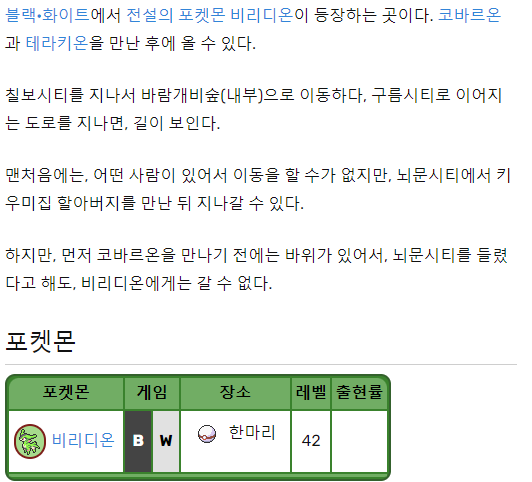 블랙•화이트에서 전설의 포켓몬 비리디온이 등장하는 곳이다. 코바르온
과 테라키온을 만난 후에 올 수 있다.
칠보시티를 지나서 바람개비숲(내부)으로 이동하다, 구름시티로 이어지
는 도로를 지나면, 길이 보인다.
맨처음에는, 어떤 사람이 있어서 이동을 할 수가 없지만, 뇌문시티에서 키
우미집 할아버지를 만난 뒤 지나갈 수 있다.
하지만, 먼저 코바르온을 만나기 전에는 바위가 있어서, 뇌문시티를 들렸
다고 해도, 비리디온에게는 갈 수 없다.
포켓몬
포켓몬 게임 장소 레벨 출현률
비리디온 B W 한마리 42